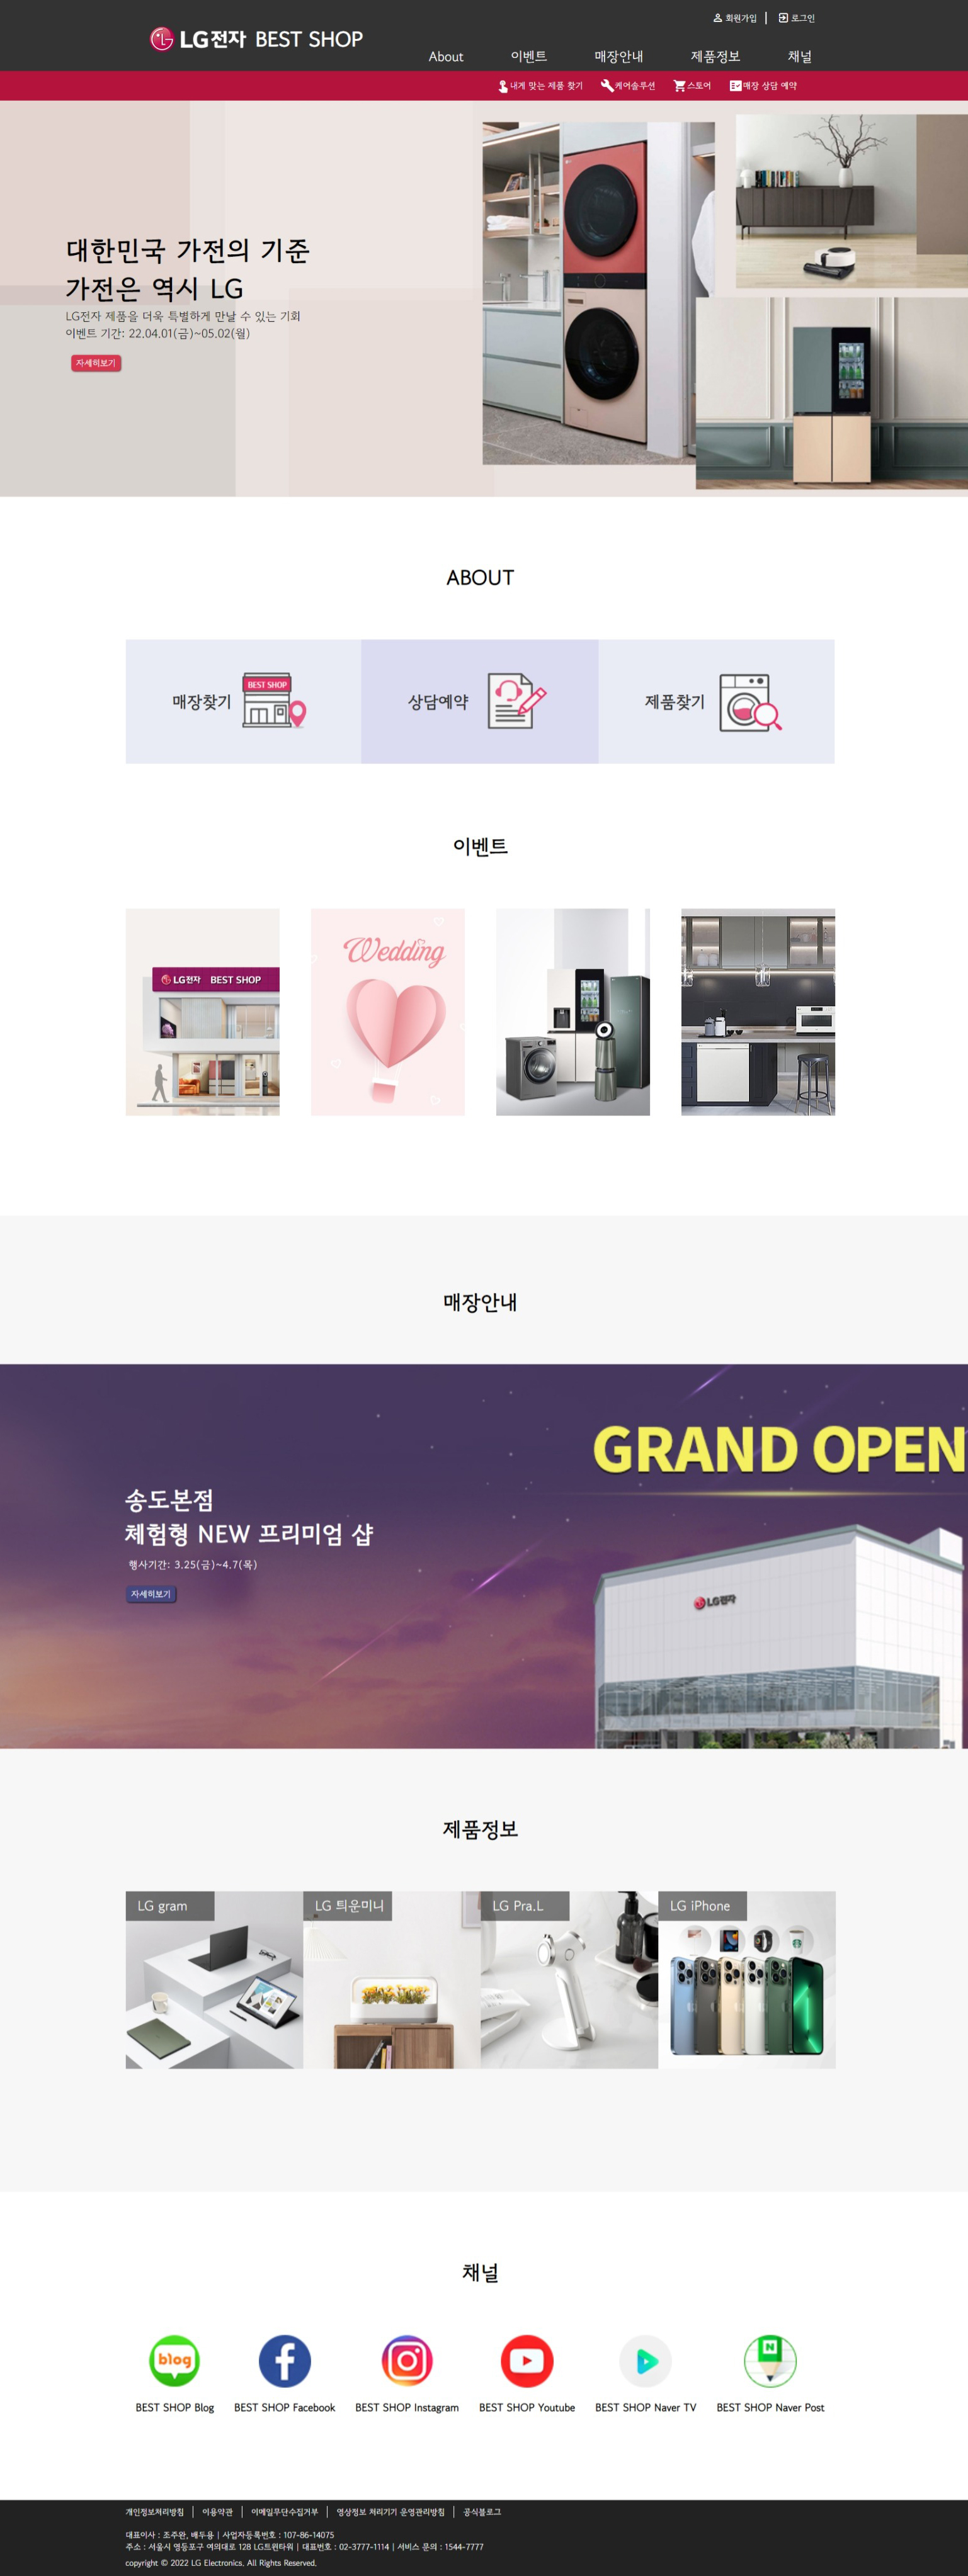 회원가입 | 로그인
LG전자 BEST SHOP
About 이벤트 매장안내 제품정보 채널
내게 맞는 제품 찾기 케어솔루션 스토어 매장 상담 예약
대한민국 가전의 기준
가전은 역시 LG
LG전자 제품을 더욱 특별하게 만날 수 있는 기회
이벤트 기간: 22.04.01(금)~05.02(월)
자세히보기
ABOUT
매장찾기
BEST SHOP
상담예약
제품찾기
이벤트
LG전자 BEST SHOP
Wedding
매장안내
GRAND OPEN
송도본점
체험형 NEW 프리미엄 샵
행사기간: 3.25(금)~4.7(목)
자세히보기
LG전자
제품정보
LG gram
LG 틔운미니
LG Pra.L
LG iPhone
채널
blog
N
BEST SHOP Blog
BEST SHOP Facebook
BEST SHOP Instagram
BEST SHOP Youtube
BEST SHOP Naver TV
BEST SHOP Naver Post
개인정보처리방침 | 이용약관 | 이메일무단수집거부 | 영상정보 처리기기 운영관리방침 | 공식블로그
대표이사 : 조주완, 배두용 | 사업자등록번호 : 107-86-14075
주소 : 서울시 영등포구 여의대로 128 LG트윈타워 | 대표번호 : 02-3777-1114 | 서비스 문의 : 1544-7777
copyright © 2022 LG Electronics. All Rights Reserved.